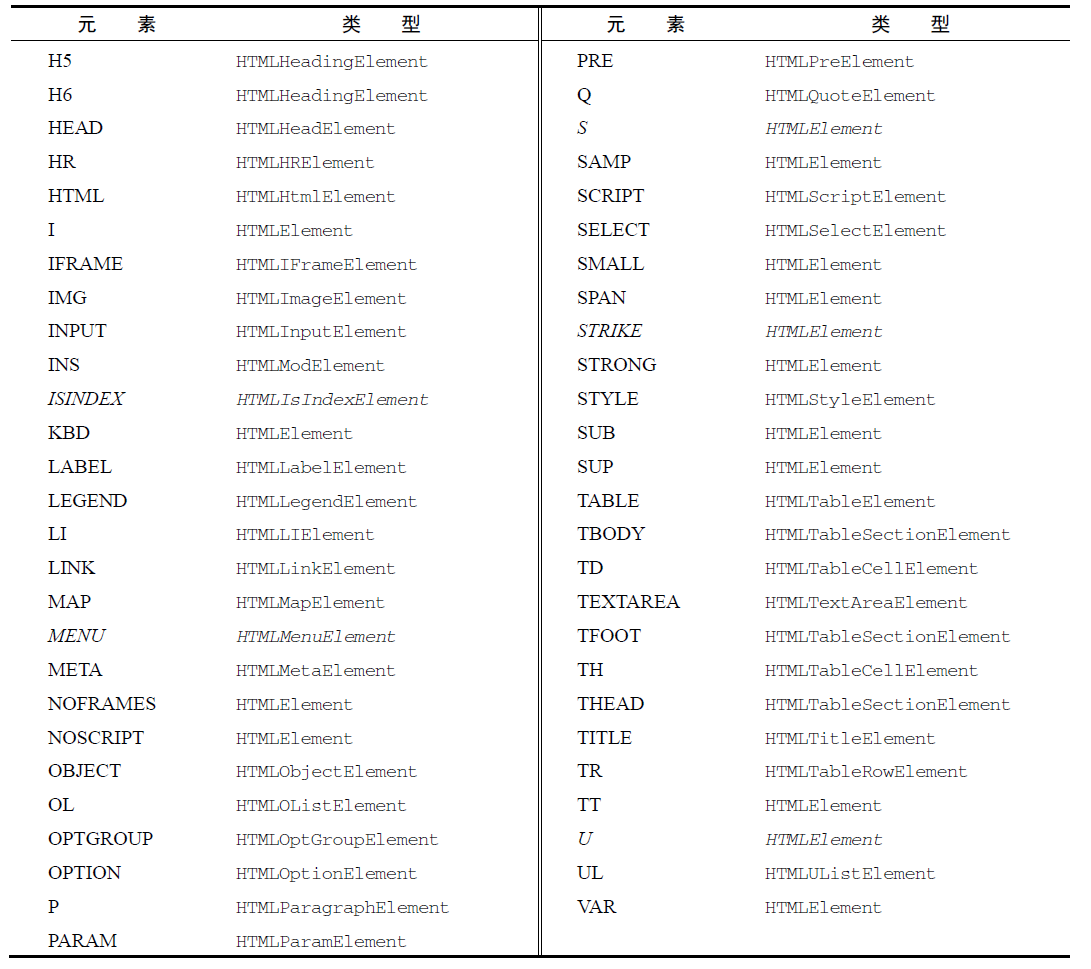 元 素 类 型 元 素 类 型
H5 HTMLHeadingElement PRE HTMLPreElement
H6 HTMLHeadingElement Q HTMLQuoteElement
HEAD HTMLHeadElement S HTMLElement
HR HTMLHRElement SAMP HTMLElement
HTML HTMLHtmlElement SCRIPT HTMLScriptElement
I HTMLElement SELECT HTMLSelectElement
IFRAME HTMLIFrameElement SMALL HTMLElement
IMG HTMLImageElement SPAN HTMLElement
INPUT HTMLInputElement STRIKE HTMLElement
INS HTMLModElement STRONG HTMLElement
ISINDEX HTMLIsIndexElement STYLE HTMLStyleElement
KBD HTMLElement SUB HTMLElement
LABEL HTMLLabelElement SUP HTMLElement
LEGEND HTMLLegendElement TABLE HTMLTableElement
LI HTMLLIElement TBODY HTMLTableSectionElement
LINK HTMLLinkElement TD HTMLTableCellElement
MAP HTMLMapElement TEXTAREA HTMLTextAreaElement
MENU HTMLMenuElement TFOOT HTMLTableSectionElement
META HTMLMetaElement TH HTMLTableCellElement
NOFRAMES HTMLElement THEAD HTMLTableSectionElement
NOSCRIPT HTMLElement TITLE HTMLTitleElement
OBJECT HTMLObjectElement TR HTMLTableRowElement
OL HTMLOListElement TT HTMLElement
OPTGROUP HTMLOptGroupElement U HTMLElement
OPTION HTMLOptionElement UL HTMLUListElement
P HTMLParagraphElement VAR HTMLElement
PARAM HTMLParamElement